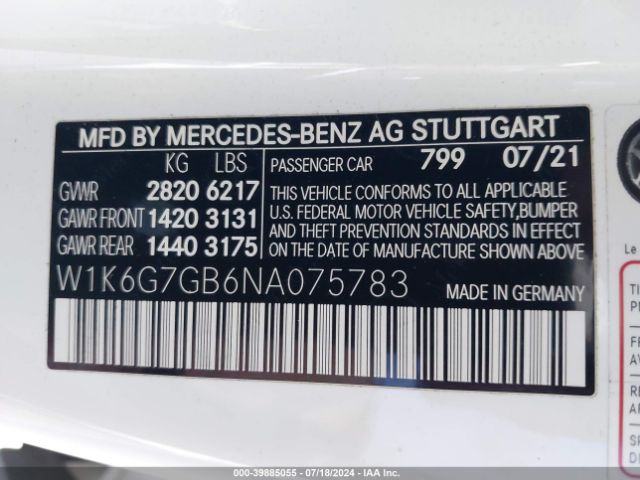 MFD BY MERCEDES-BENZ AG STUTTGART
KG LBS PASSENGER CAR 799 07/21
GVWR 2820 6217
GAWR FRONT 1420 3131
GAWR REAR 1440 3175
THIS VEHICLE CONFORMS TO ALL APPLICABLE
U.S. FEDERAL MOTOR VEHICLE SAFETY,BUMPER
AND THEFT PREVENTION STANDARDS IN EFFECT
ON THE DATE OF MANUFACTURE SHOWN ABOVE
W1K6G7GB6NA075783 MADE IN GERMANY
Le
STOCK: 39885055 - 07/18/2024 - IAA Inc.